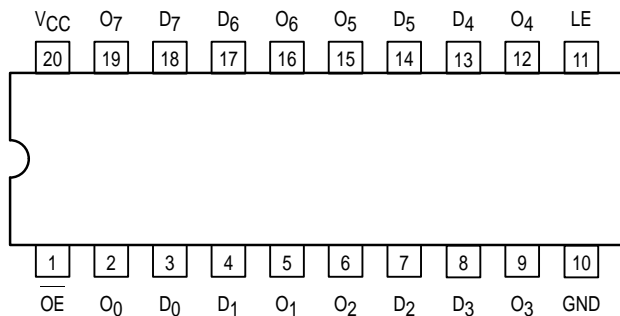 VCC O7 D7 D6 O6 O5 D5 D4 O4 LE
20 19 18 17 16 15 14 13 12 11
1 2 3 4 5 6 7 8 9 10
O̅E̅ O0 D0 D1 O1 O2 D2 D3 O3 GND